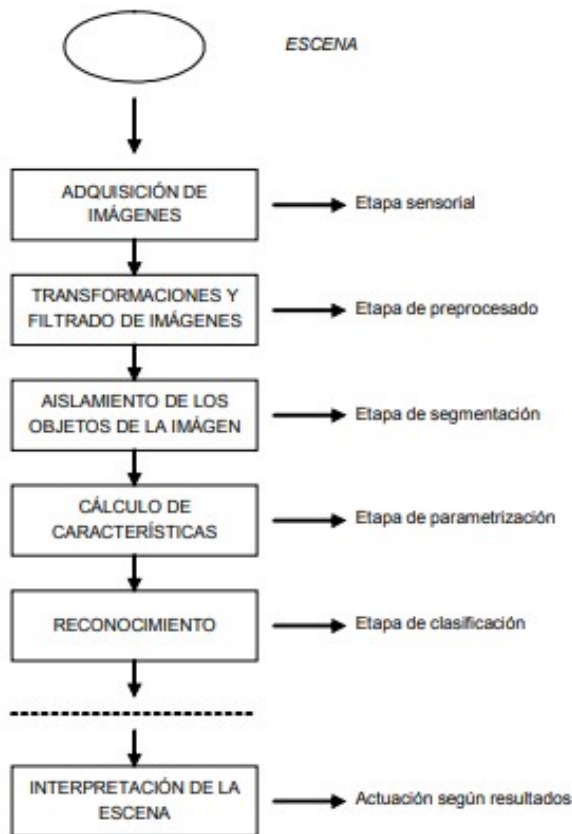 ESCENA
ADQUISICIÓN DE
IMÁGENES
Etapa sensorial
TRANSFORMACIONES Y
FILTRADO DE IMÁGENES
Etapa de preprocesado
AISLAMIENTO DE LOS
OBJETOS DE LA IMÁGEN
Etapa de segmentación
CÁLCULO DE
CARACTERÍSTÍCAS
Etapa de parametrización
RECONOCIMIENTO
Etapa de clasificación
INTERPRETACIÓN DE LA
ESCENA
Actuación según resultados